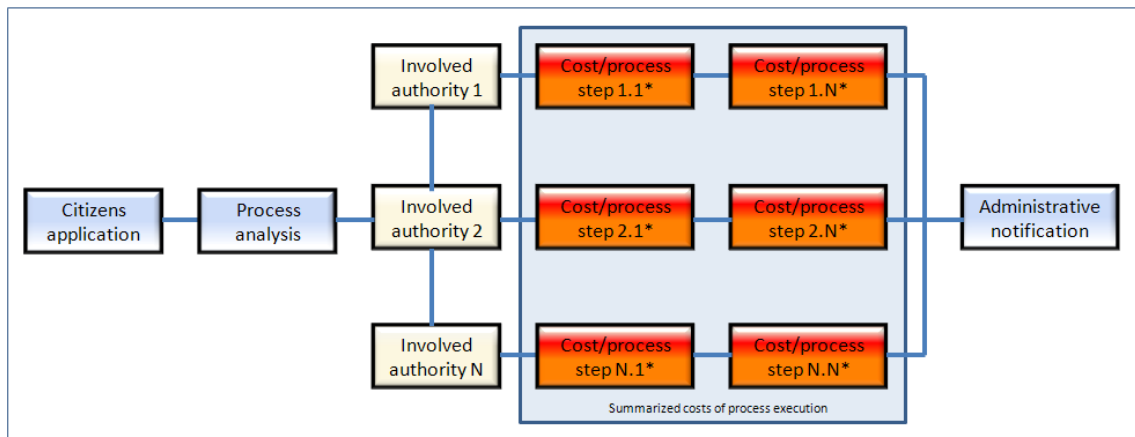 Involved
authority 1
Cost/process
step 1.1*
Cost/process
step 1.N*
Citizens
application
Process
analysis
Involved
authority 2
Cost/process
step 2.1*
Cost/process
step 2.N*
Administrative
notification
Involved
authority N
Cost/process
step N.1*
Cost/process
step N.N*
Summarized costs of process execution